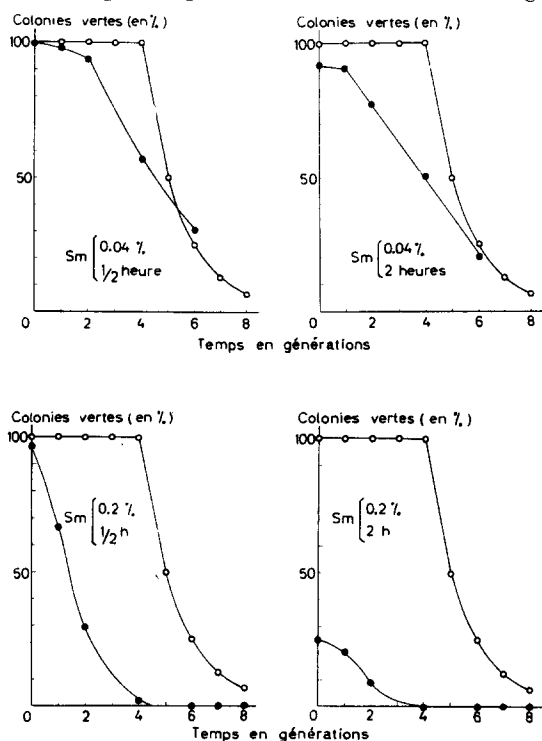 Colonies vertes (en %)
100
50
Sm 0.04 %
1/2 heure
0 2 4 6 8
Colonies vertes (en %)
100
50
Sm 0.04 %
2 heures
0 2 4 6 8
Temps en générations
Colonies vertes (en %)
100
50
Sm 0.2 %
1/2 h
0 2 4 6 8
Colonies vertes (en %)
100
50
Sm 0.2 %
2 h
0 2 4 6 8
Temps en générations